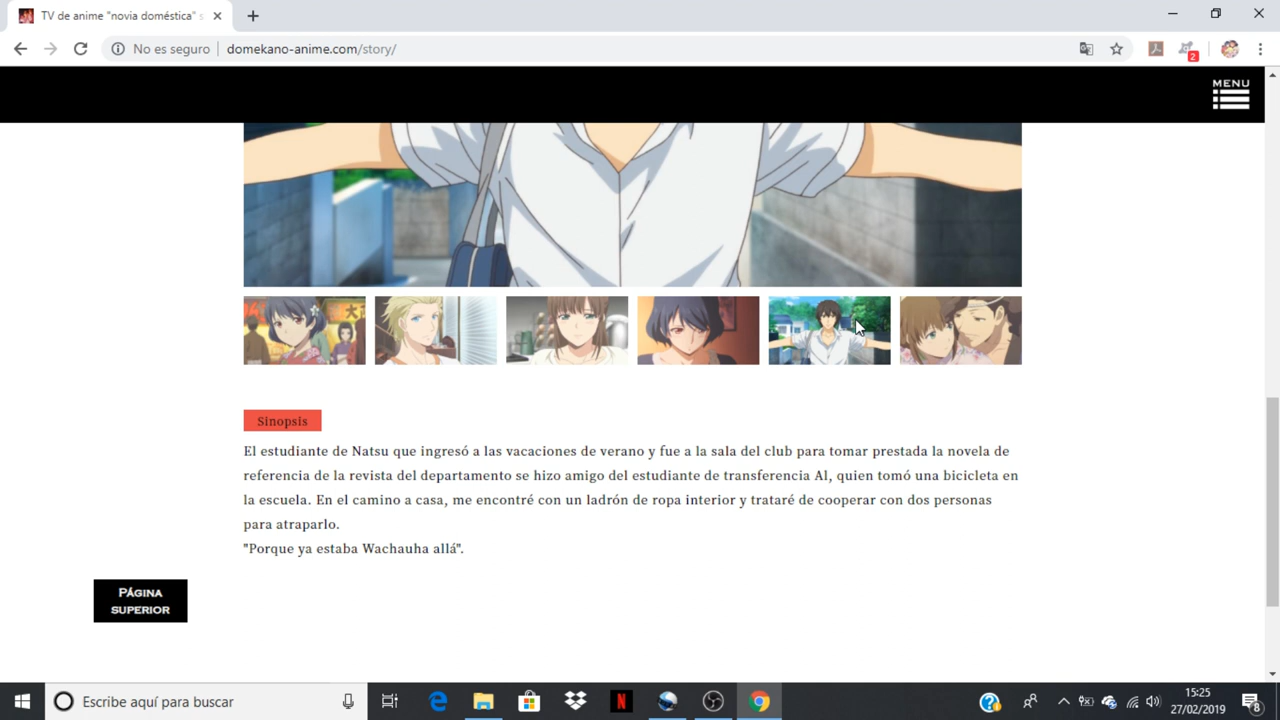 TV de anime "novia doméstica" s
No es seguro
domekano-anime.com/story/
2
MENU
Sinopsis
El estudiante de Natsu que ingresó a las vacaciones de verano y fue a la sala del club para tomar prestada la novela de
referencia de la revista del departamento se hizo amigo del estudiante de transferencia Al, quien tomó una bicicleta en
la escuela. En el camino a casa, me encontré con un ladrón de ropa interior y trataré de cooperar con dos personas
para atraparlo.
"Porque ya estaba Wachauha allá".
Página
superior
Escribe aquí para buscar
15:25
27/02/2019
8